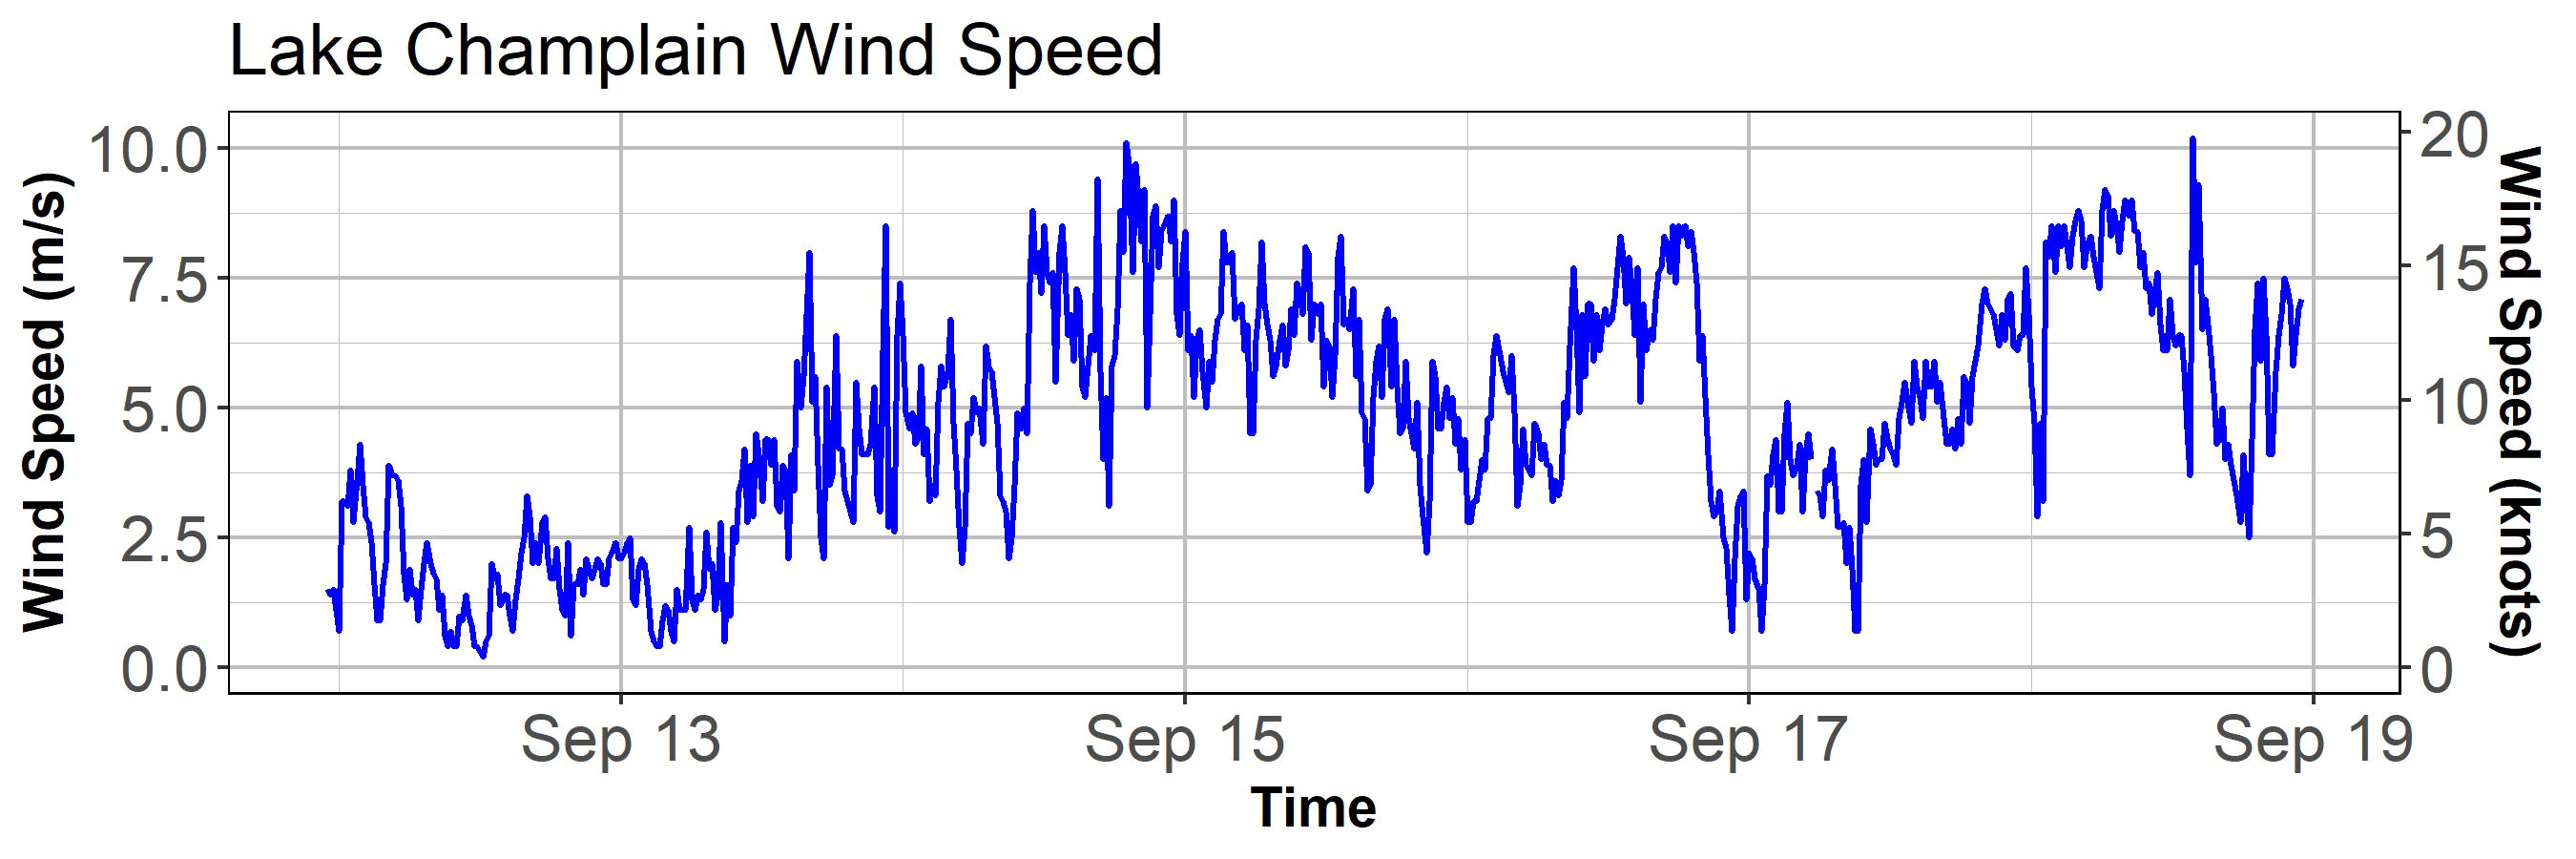 Lake Champlain Wind Speed
Wind Speed (m/s)
10.0
7.5
5.0
2.5
0.0
20
15
10
5
0
Wind Speed (knots)
Sep 13
Sep 15
Sep 17
Sep 19
Time